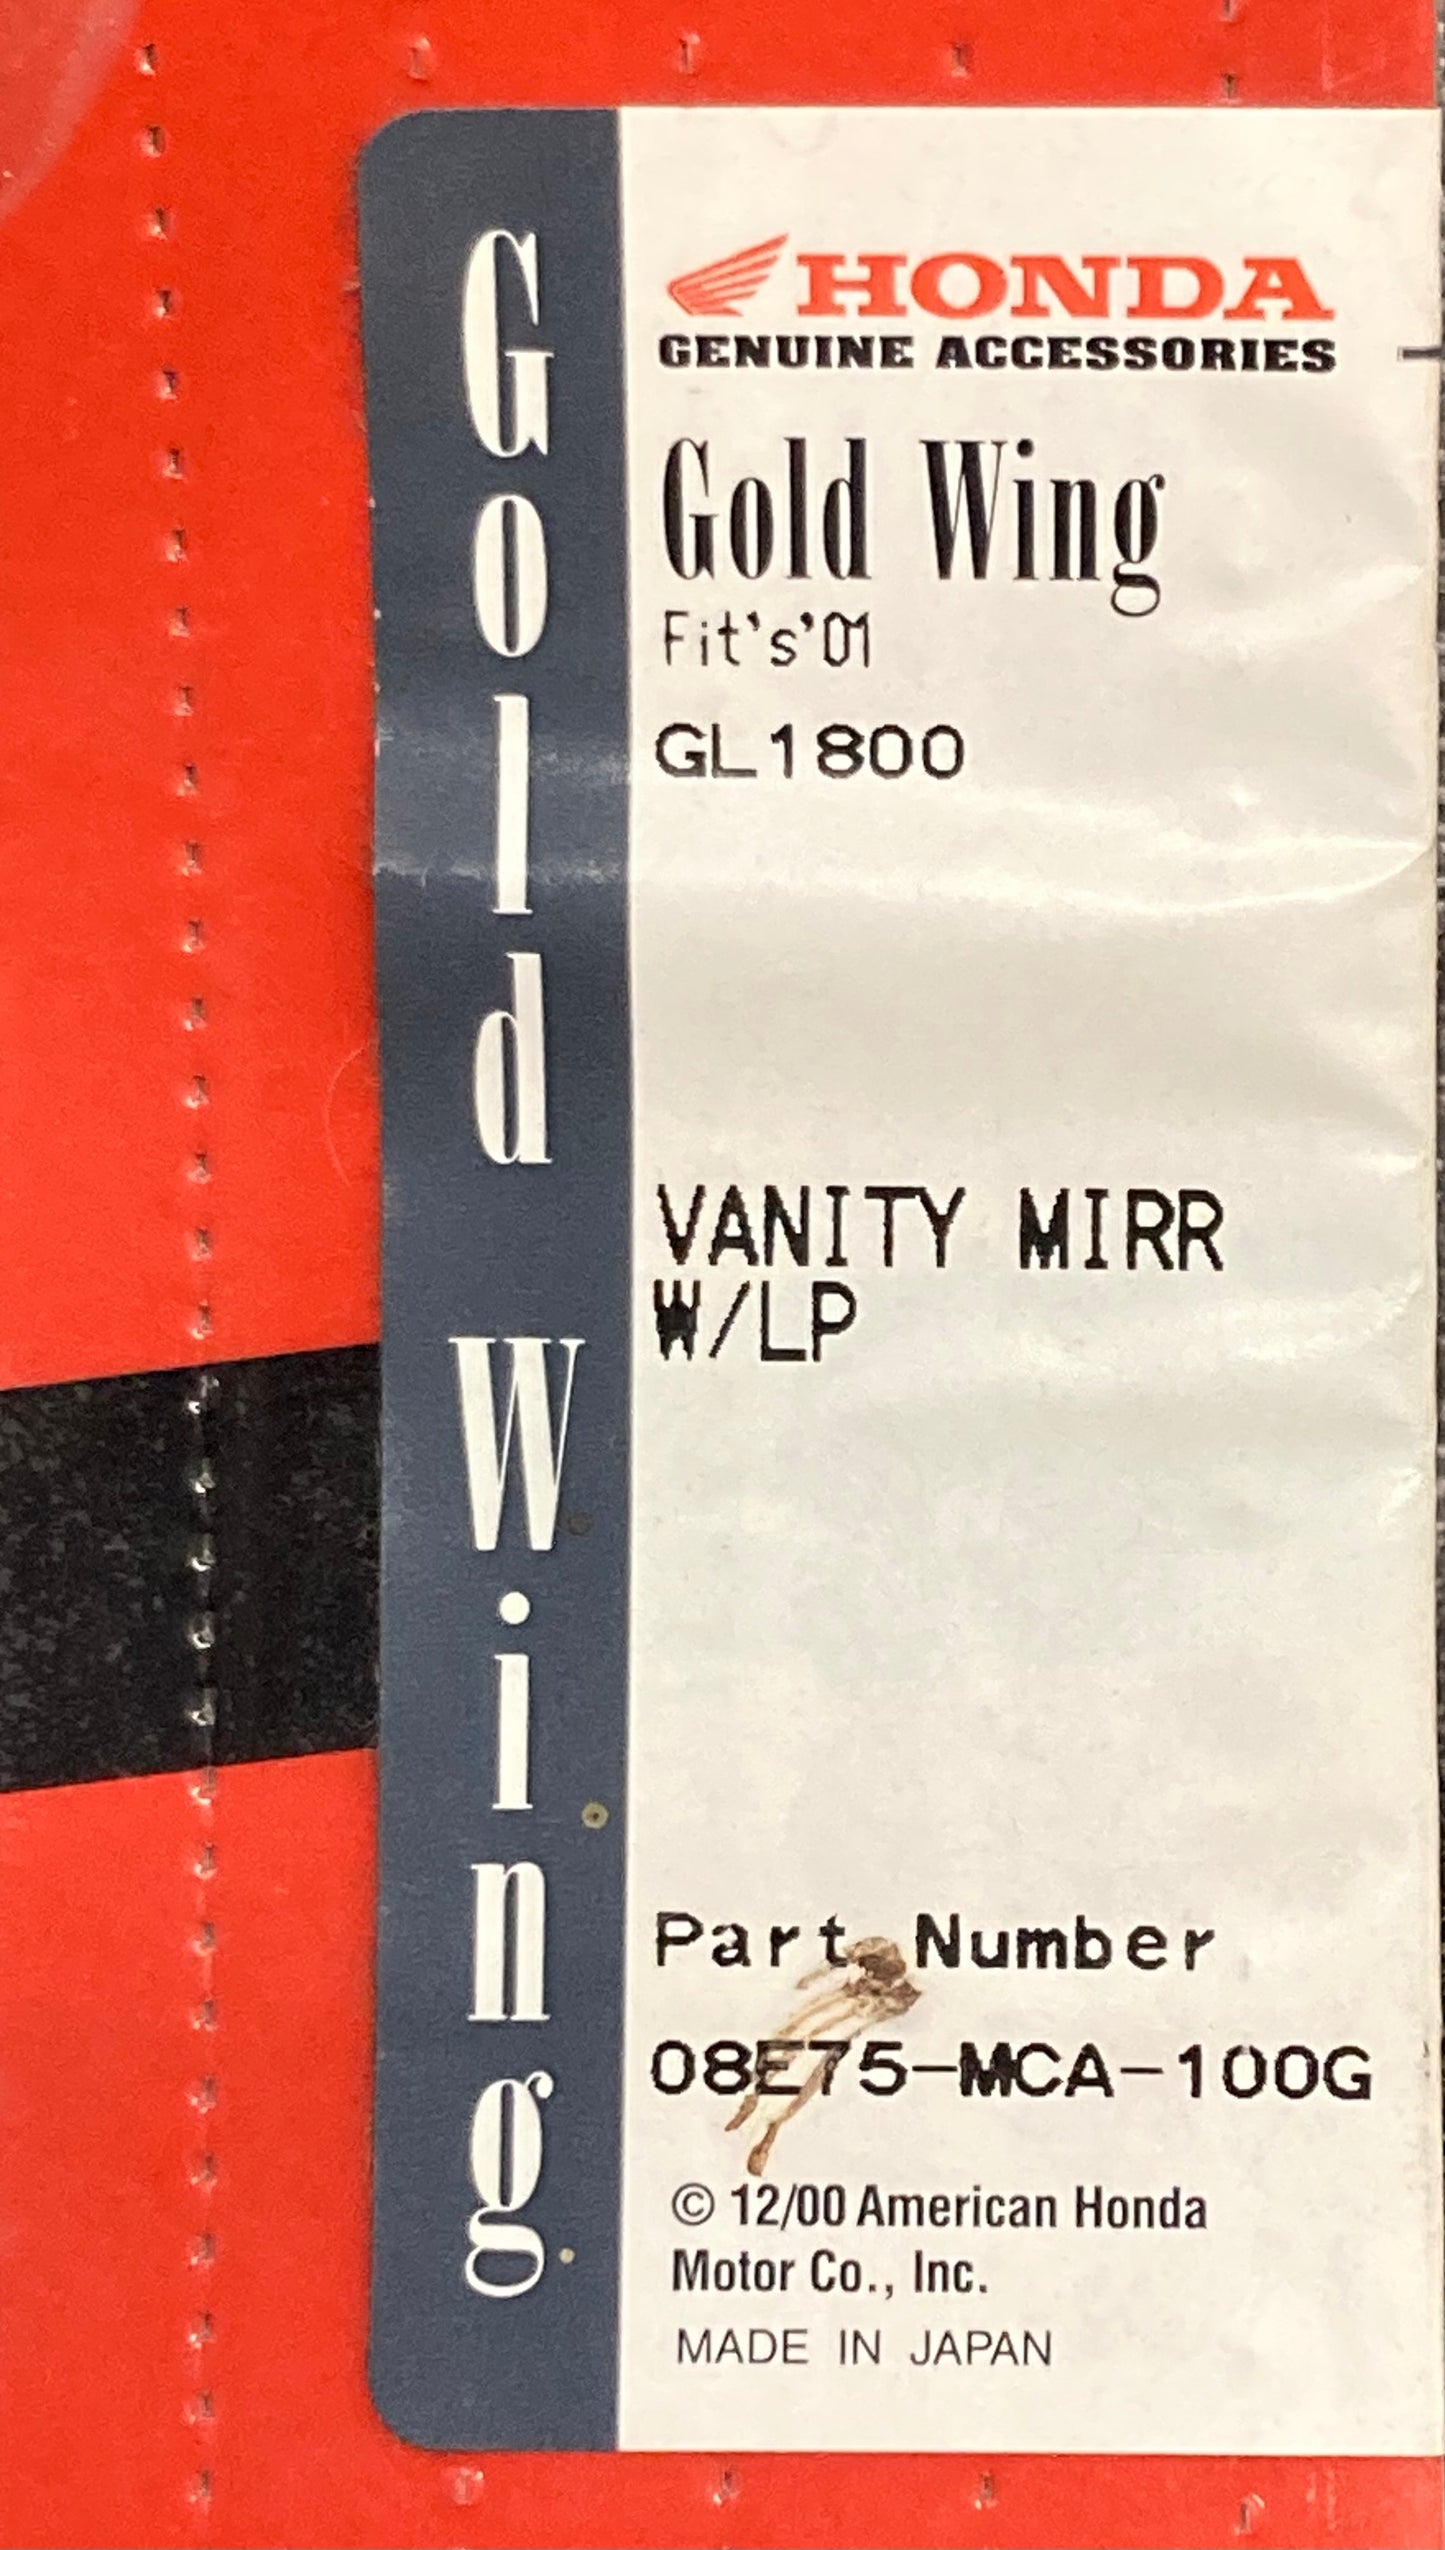 Gold Wing
HONDA
GENUINE ACCESSORIES
Gold Wing
Fit's'01
GL1800
VANITY MIRR
W/LP
Part Number
08E75-MCA-100G
© 12/00 American Honda
Motor Co., Inc.
MADE IN JAPAN